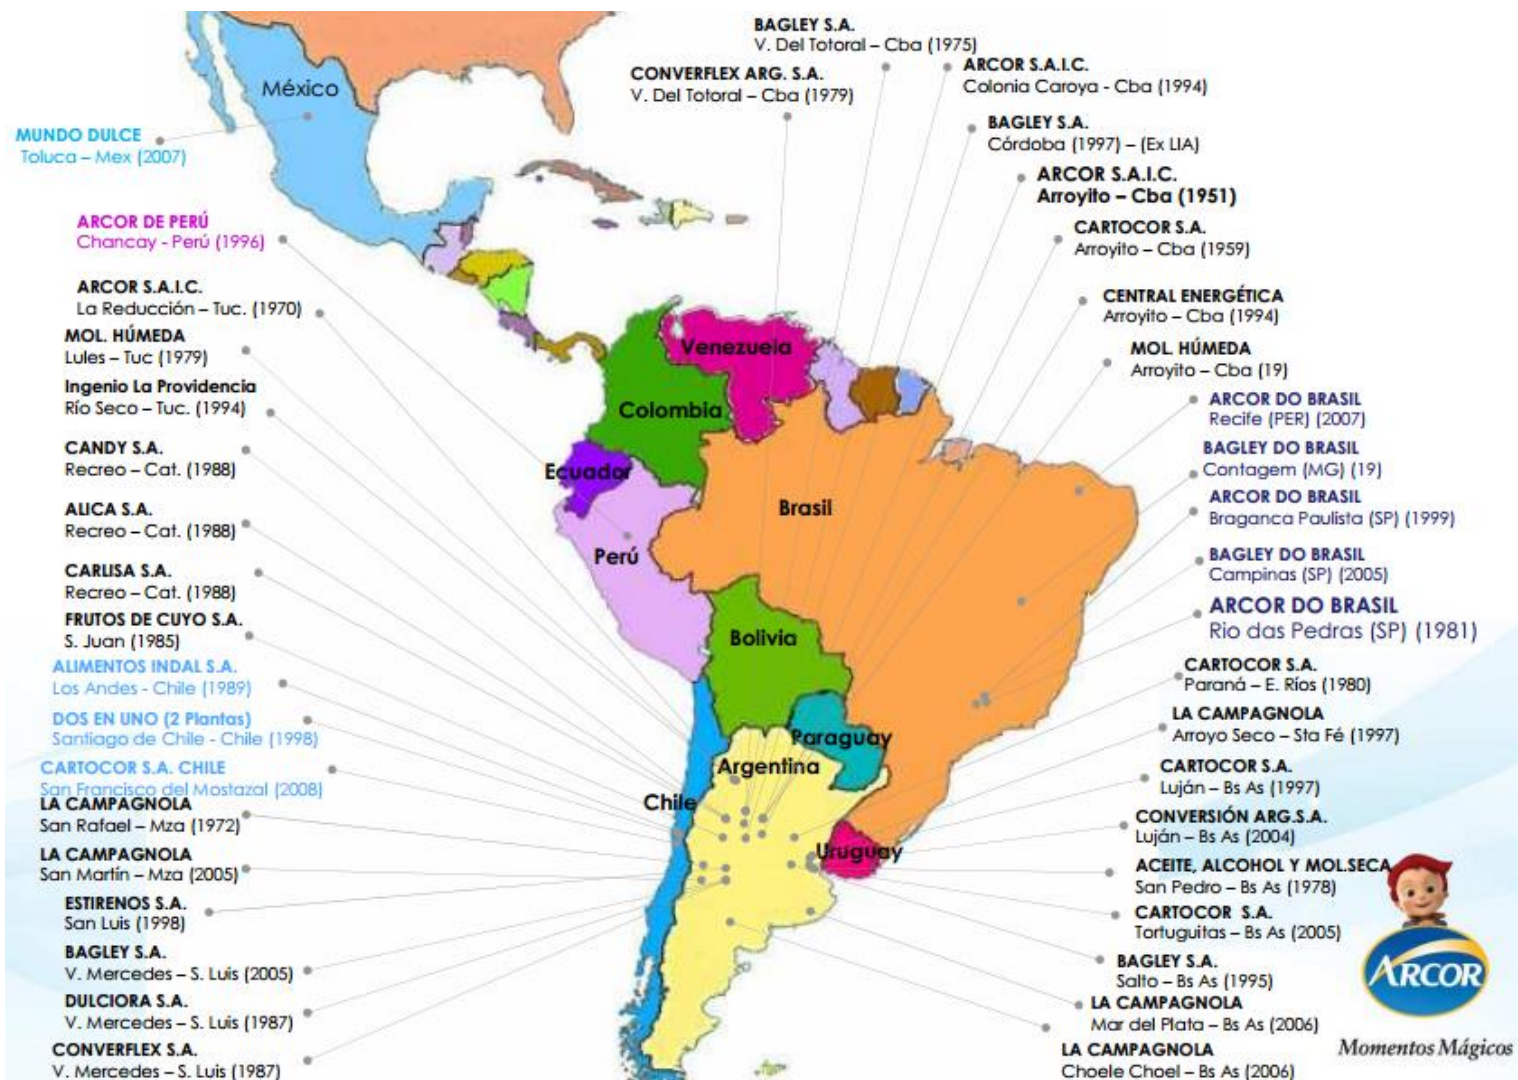 BAGLEY S.A.
V. Del Totoral – Cba (1975)
CONVERFLEX ARG. S.A.
V. Del Totoral – Cba (1979)
ARCOR S.A.I.C.
Colonia Caroya - Cba (1994)
BAGLEY S.A.
Córdoba (1997) – (Ex LIA)
ARCOR S.A.I.C.
Arroyito – Cba (1951)
CARTOCOR S.A.
Arroyito – Cba (1959)
CENTRAL ENERGÉTICA
Arroyito – Cba (1994)
MOL. HÚMEDA
Arroyito – Cba (19)
ARCOR DO BRASIL
Recife (PER) (2007)
BAGLEY DO BRASIL
Contagem (MG) (19)
ARCOR DO BRASIL
Braganca Paulista (SP) (1999)
BAGLEY DO BRASIL
Campinas (SP) (2005)
ARCOR DO BRASIL
Rio das Pedras (SP) (1981)
CARTOCOR S.A.
Paraná – E. Ríos (1980)
LA CAMPAGNOLA
Arroyo Seco – Sta Fé (1997)
CARTOCOR S.A.
Luján – Bs As (1997)
CONVERSIÓN ARG.S.A.
Luján – Bs As (2004)
ACEITE, ALCOHOL Y MOL.SECA
San Pedro – Bs As (1978)
CARTOCOR S.A.
Tortuguitas – Bs As (2005)
BAGLEY S.A.
Salto – Bs As (1995)
LA CAMPAGNOLA
Mar del Plata – Bs As (2006)
LA CAMPAGNOLA
Choele Choel – Bs As (2006)
MUNDO DULCE
Toluca – Mex (2007)
ARCOR DE PERÚ
Chancay - Perú (1996)
ARCOR S.A.I.C.
La Reducción – Tuc. (1970)
MOL. HÚMEDA
Lules – Tuc (1979)
Ingenio La Providencia
Río Seco – Tuc. (1994)
CANDY S.A.
Recreo – Cat. (1988)
ALICA S.A.
Recreo – Cat. (1988)
CARLISA S.A.
Recreo – Cat. (1988)
FRUTOS DE CUYO S.A.
S. Juan (1985)
ALIMENTOS INDAL S.A.
Los Andes - Chile (1989)
DOS EN UNO (2 Plantas)
Santiago de Chile - Chile (1998)
CARTOCOR S.A. CHILE
San Francisco del Mostazal (2008)
LA CAMPAGNOLA
San Rafael – Mza (1972)
LA CAMPAGNOLA
San Martín – Mza (2005)
ESTIRENOS S.A.
San Luis (1998)
BAGLEY S.A.
V. Mercedes – S. Luis (2005)
DULCIORA S.A.
V. Mercedes – S. Luis (1987)
CONVERFLEX S.A.
V. Mercedes – S. Luis (1987)
México
Venezuela
Colombia
Ecuador
Brasil
Perú
Bolivia
Paraguay
Argentina
Chile
Uruguay
ARCOR
Momentos Mágicos